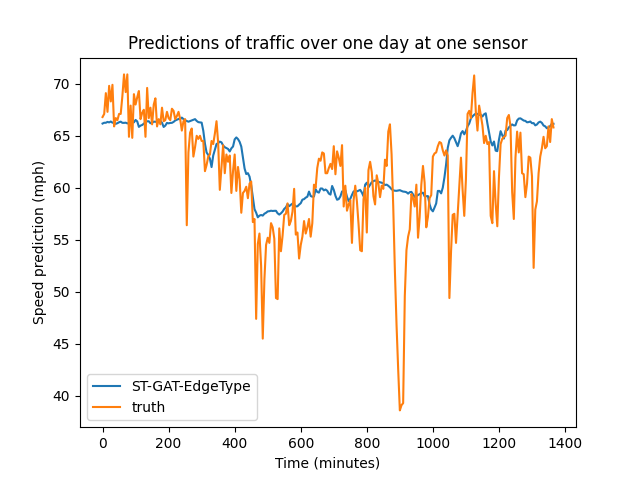 Predictions of traffic over one day at one sensor
70
65
60
55
50
45
40
Speed prediction (mph)
ST-GAT-EdgeType
truth
0 200 400 600 800 1000 1200 1400
Time (minutes)